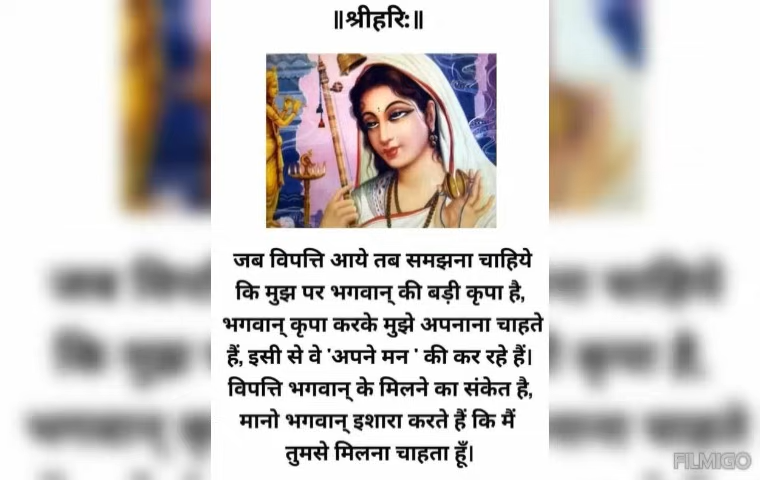 ॥श्रीहरिः॥
जब विपत्ति आये तब समझना चाहिये
कि मुझ पर भगवान् की बड़ी कृपा है,
भगवान् कृपा करके मुझे अपनाना चाहते
हैं, इसी से वे 'अपने मन ' की कर रहे हैं।
विपत्ति भगवान् के मिलने का संकेत है,
मानो भगवान् इशारा करते हैं कि मैं
तुमसे मिलना चाहता हूँ।
FILMIGO